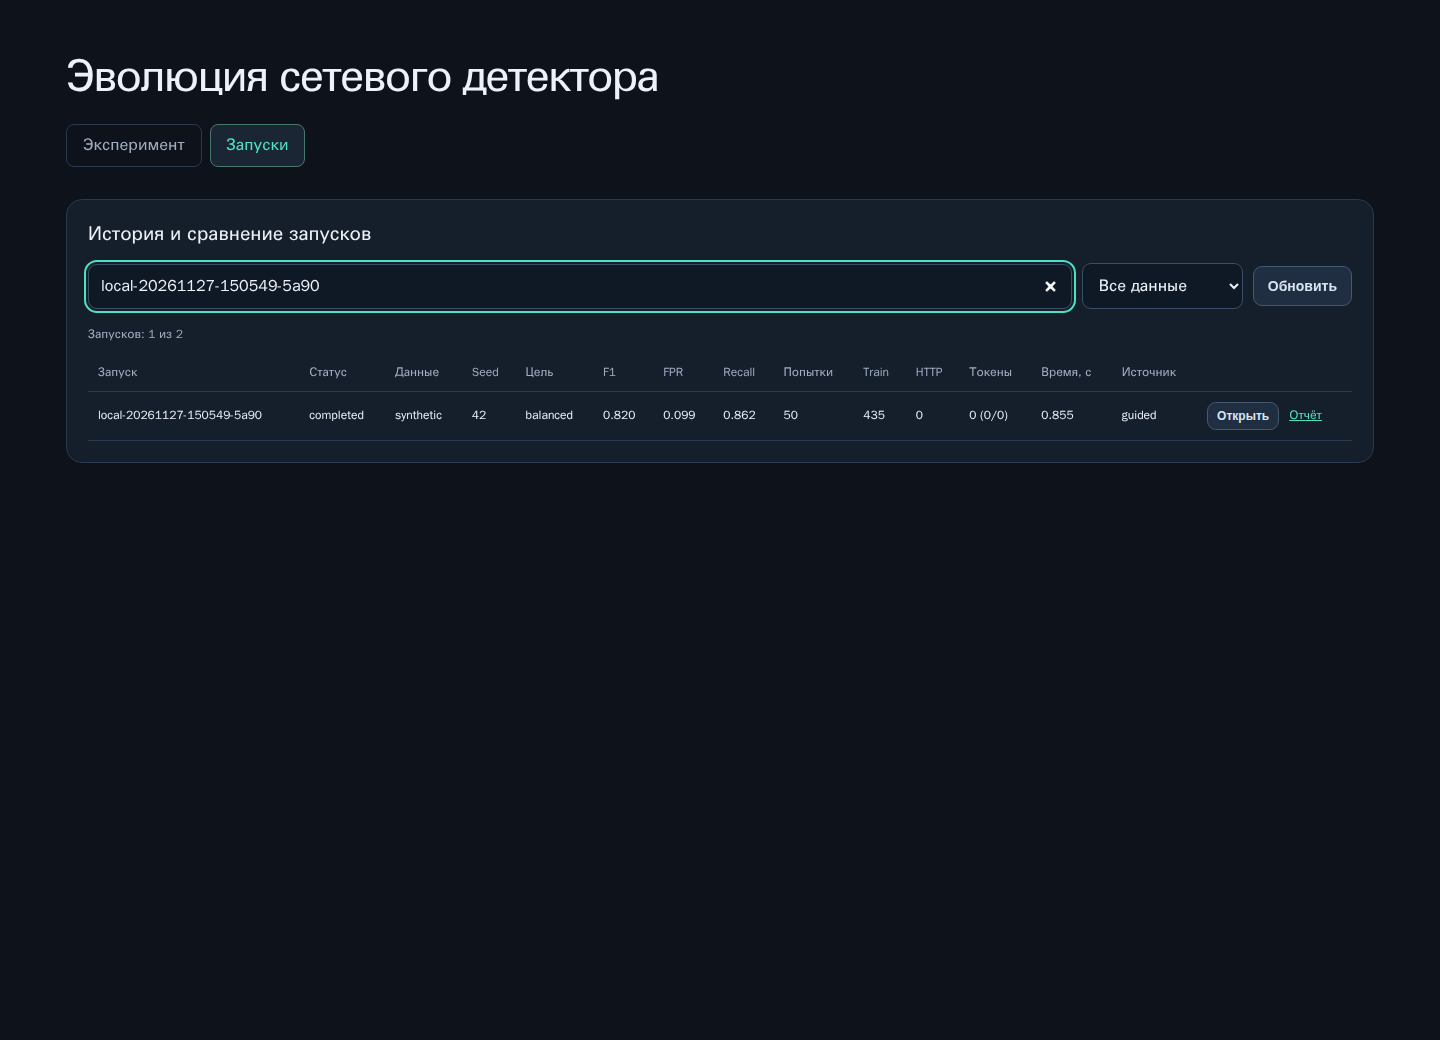 Эволюция сетевого детектора
Эксперимент Запуски
История и сравнение запусков
local-20261127-150549-5a90 Все данные Обновить
Запусков: 1 из 2
Запуск Статус Данные Seed Цель F1 FPR Recall Попытки Train HTTP Токены Время, с Источник
local-20261127-150549-5a90 completed synthetic 42 balanced 0.820 0.099 0.862 50 435 0 0 (0/0) 0.855 guided Открыть Отчёт